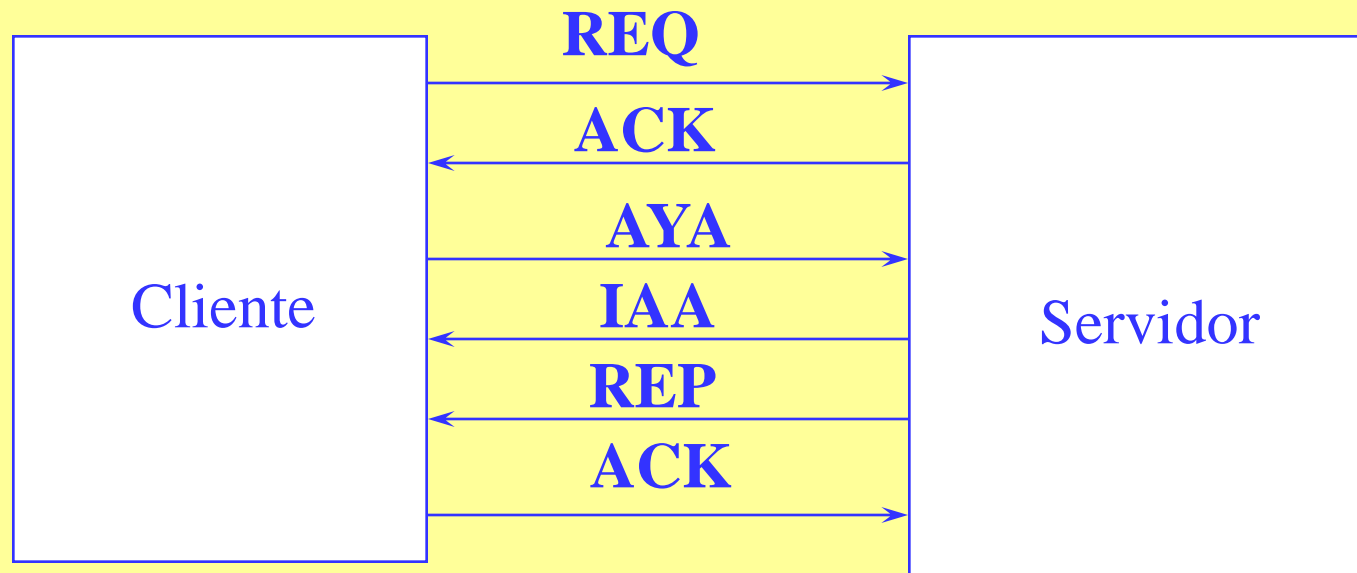 REQ
ACK
AYA
Cliente
IAA
Servidor
REP
ACK